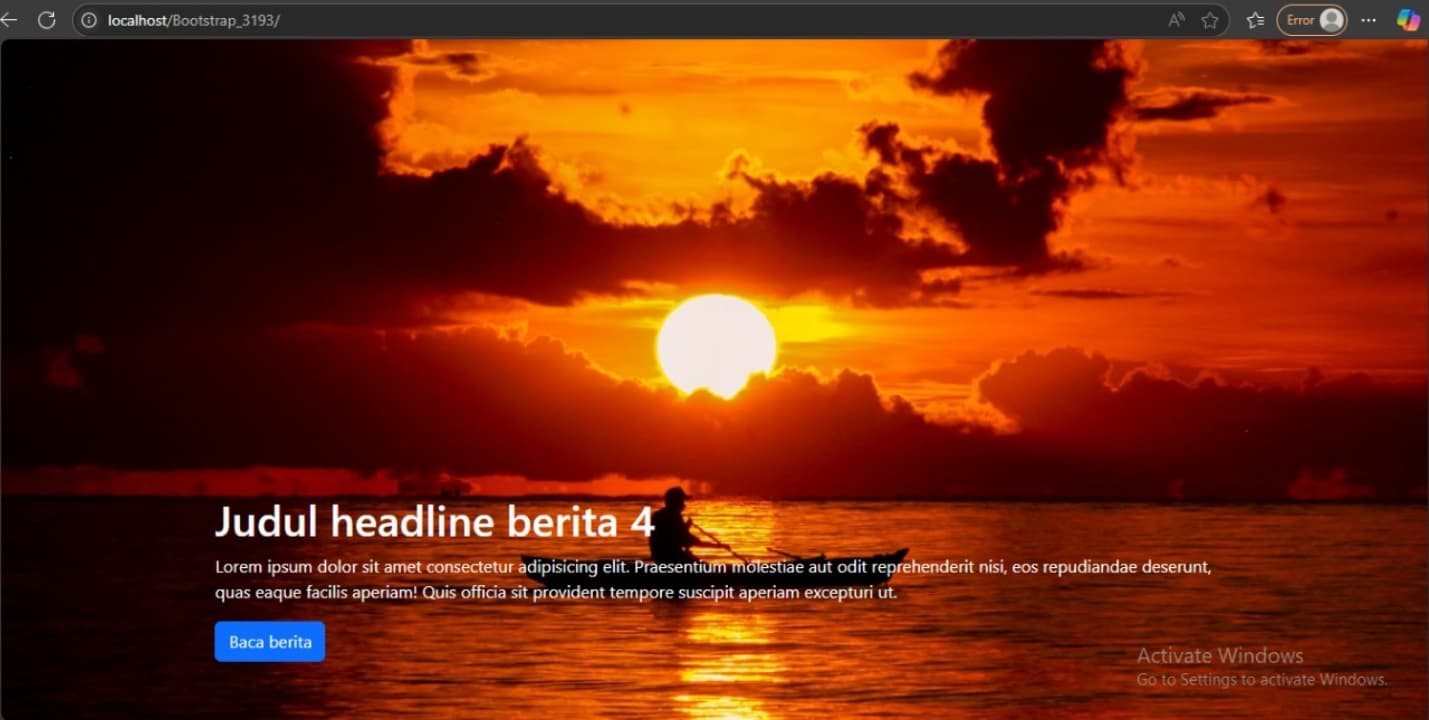 localhost/Bootstrap_3193/
Error
Judul headline berita 4
Lorem ipsum dolor sit amet consectetur adipisicing elit. Praesentium molestiae aut odit reprehenderit nisi, eos repudiandae deserunt,
quas eaque facilis aperiam! Quis officia sit provident tempore suscipit aperiam excepturi ut.
Baca berita
Activate Windows
Go to Settings to activate Windows.